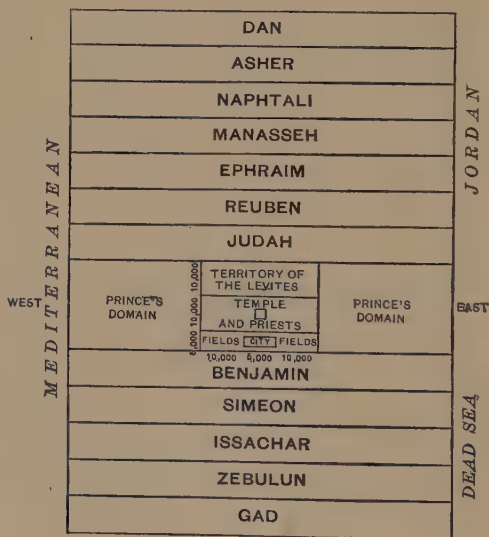 DAN
ASHER
NAPHTALI
MANASSEH
EPHRAIM
REUBEN
JUDAH
MEDITERRANEAN
JORDAN
WEST
PRINCE'S
DOMAIN
10,000
10,000
5,000
TERRITORY OF
THE LEVITES
TEMPLE
AND PRIESTS
FIELDS CITY FIELDS
10,000 5,000 10,000
PRINCE'S
DOMAIN
EAST
BENJAMIN
SIMEON
ISSACHAR
ZEBULUN
GAD
DEAD SEA